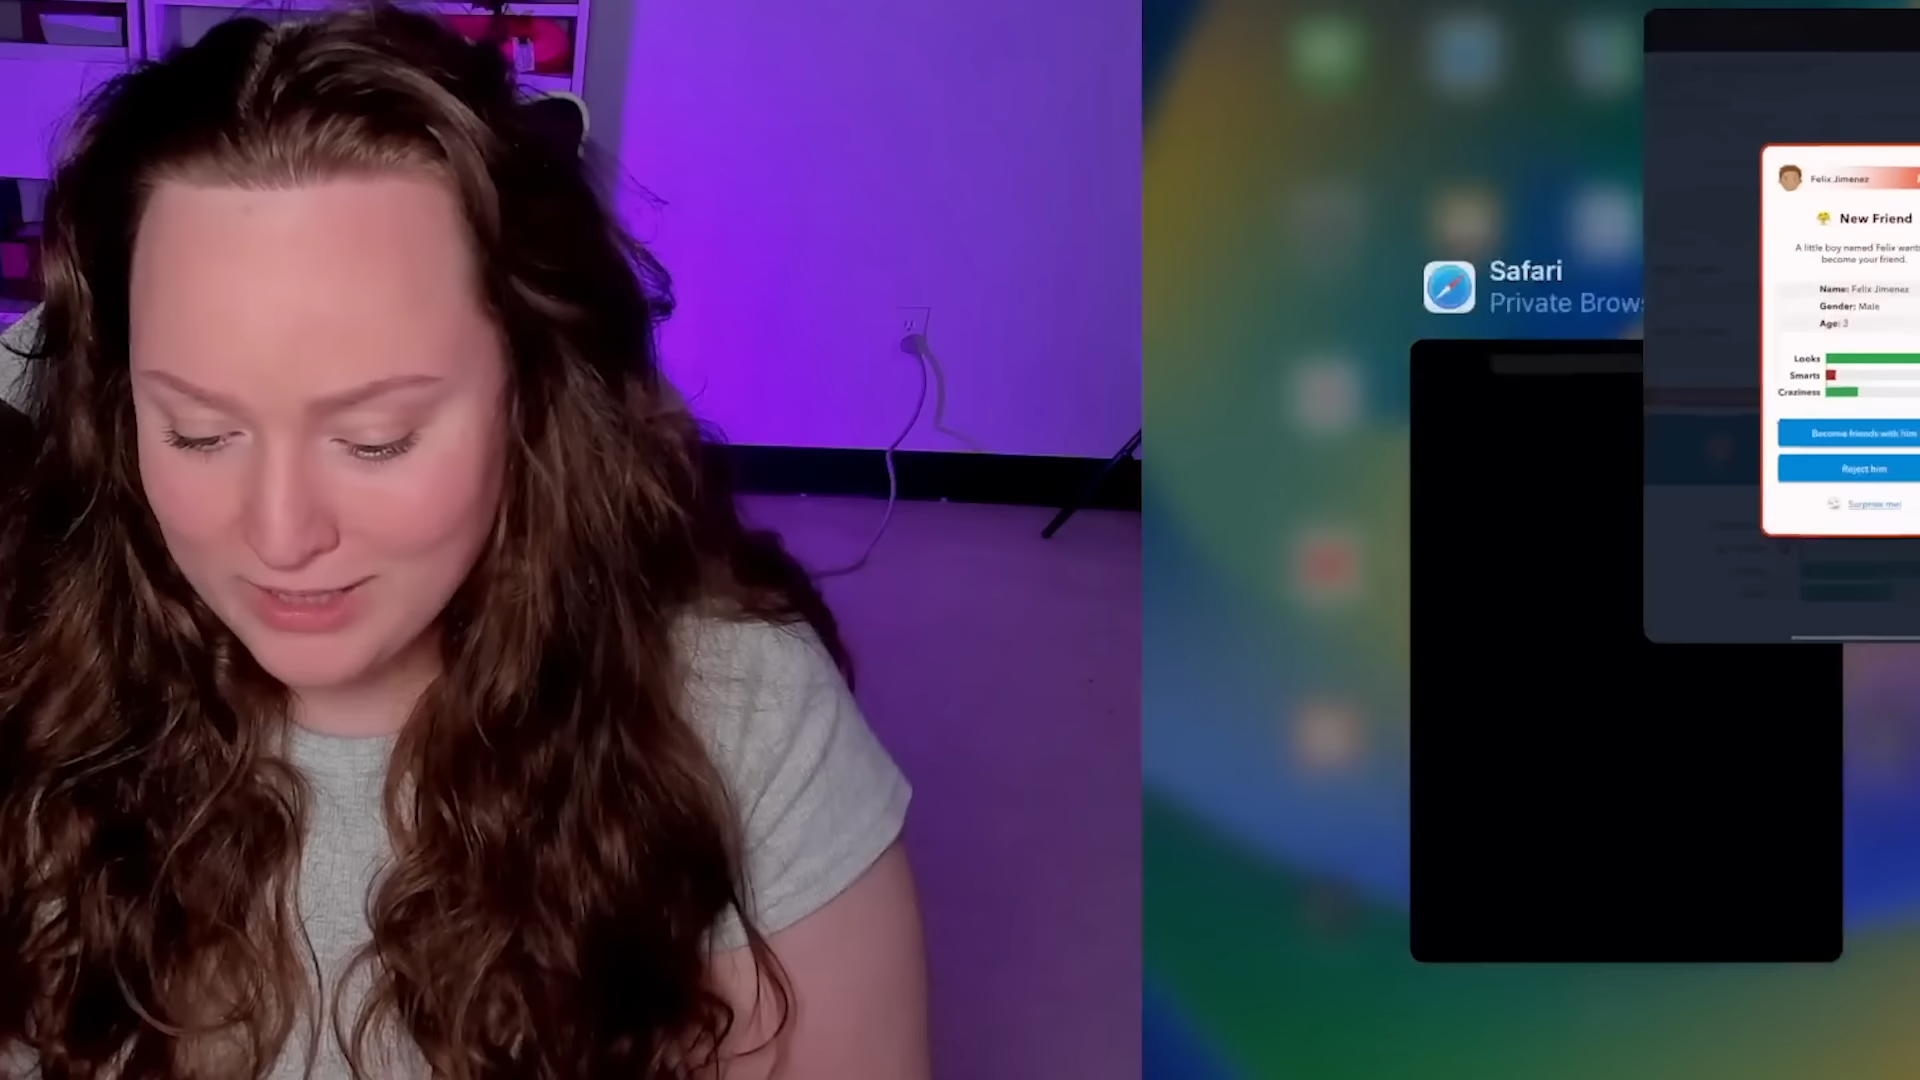 Safari
Private Brow
Felix Jimenez
New Friend
A little boy named Felix wants
become your friend.
Name: Felix Jimenez
Gender: Male
Age: 3
Looks
Smarts
Craziness
Become friends with him
Reject him
Surprise me!